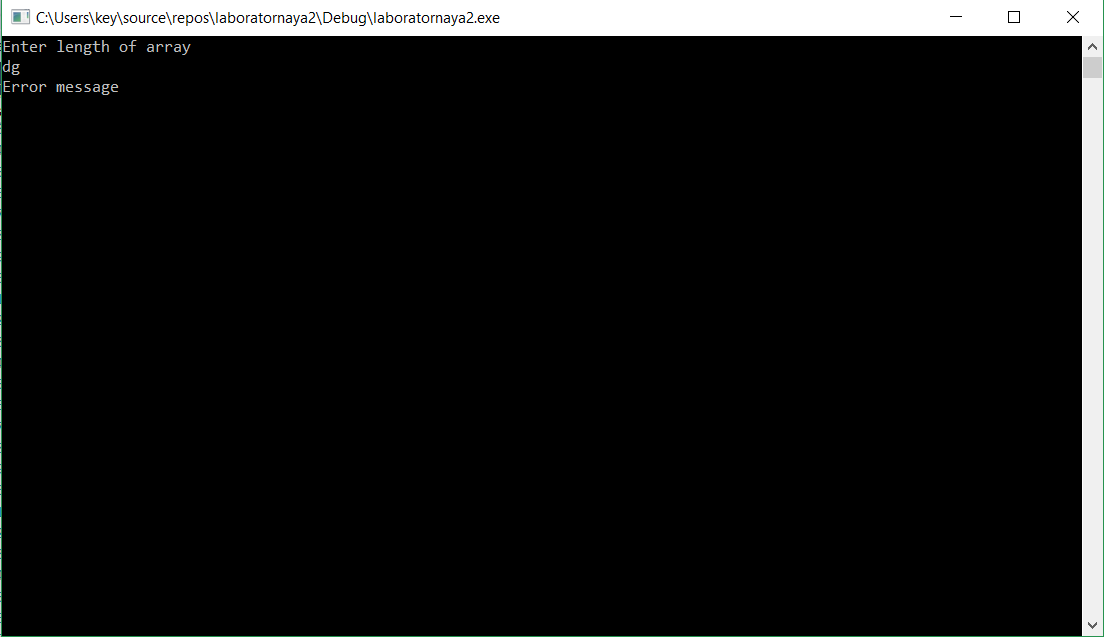 C:\Users\key\source\repos\laboratornaya2\Debug\laboratornaya2.exe
Enter length of array
dg
Error message